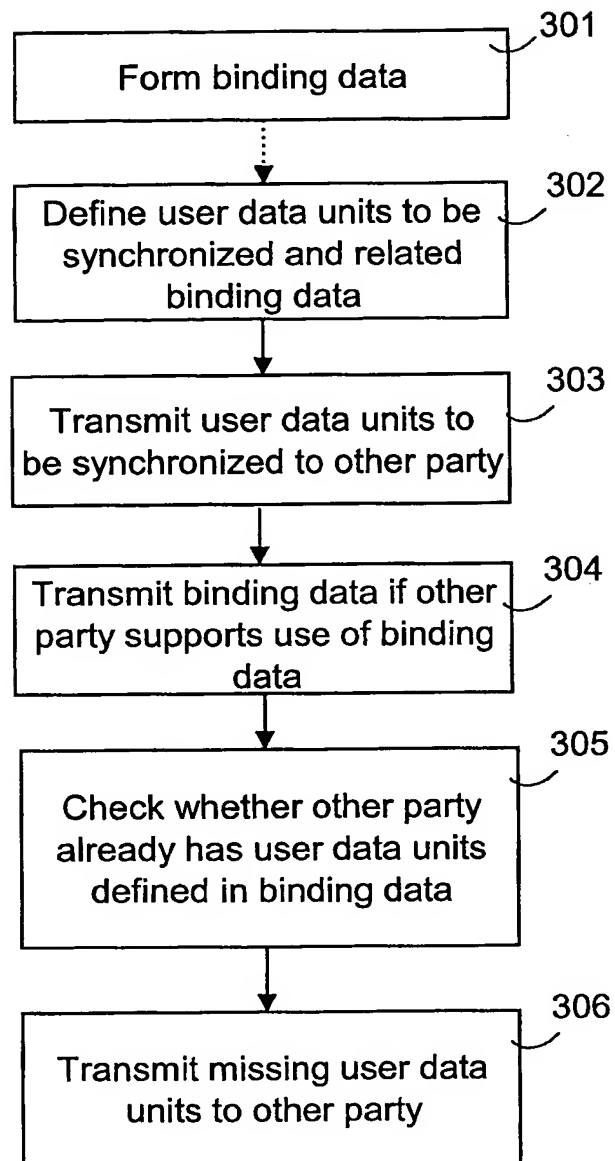 301
Form binding data
302
Define user data units to be
synchronized and related
binding data
303
Transmit user data units to
be synchronized to other party
304
Transmit binding data if other
party supports use of binding
data
305
Check whether other party
already has user data units
defined in binding data
306
Transmit missing user data
units to other party